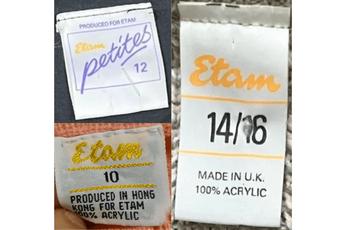 PRODUCED FOR ETAM
Etam
petites
12
Etam
10
PRODUCED IN HONG
KONG FOR ETAM
100% ACRYLIC
Etam
14/16
MADE IN U.K.
100% ACRYLIC